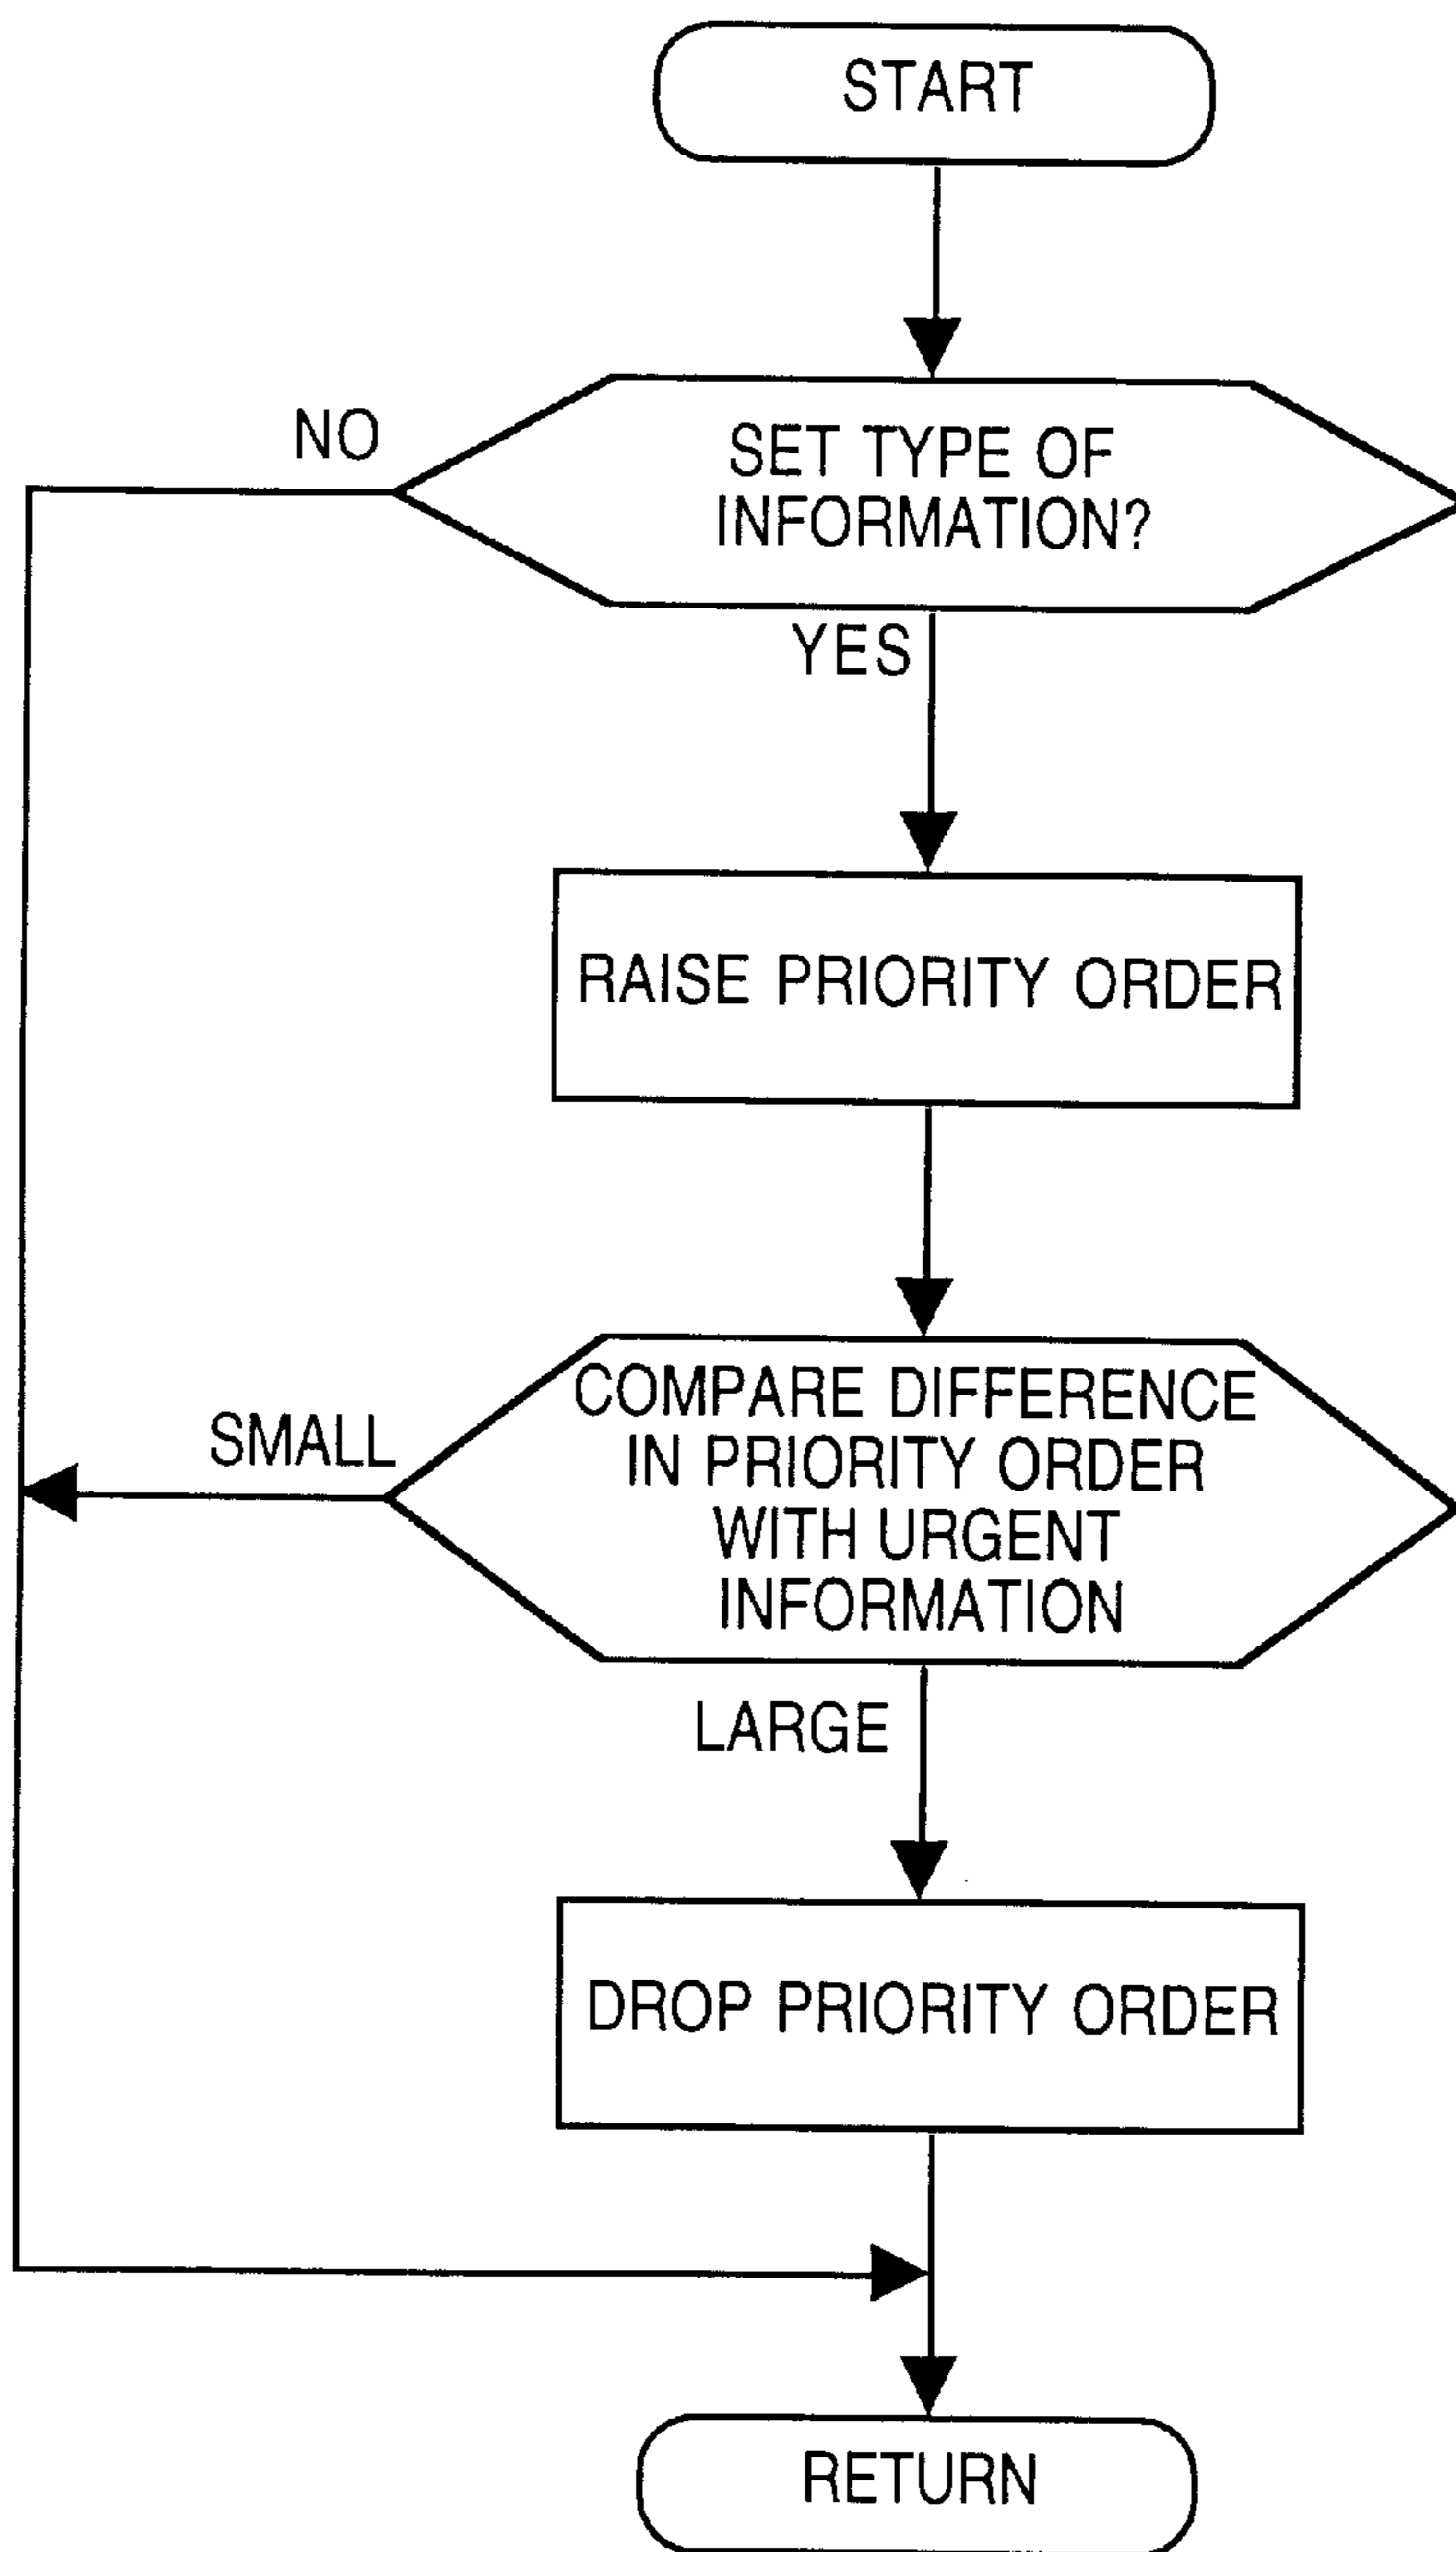 START
NO
SET TYPE OF
INFORMATION?
YES
RAISE PRIORITY ORDER
COMPARE DIFFERENCE
SMALL
IN PRIORITY ORDER
WITH URGENT
INFORMATION
LARGE
DROP PRIORITY ORDER
RETURN